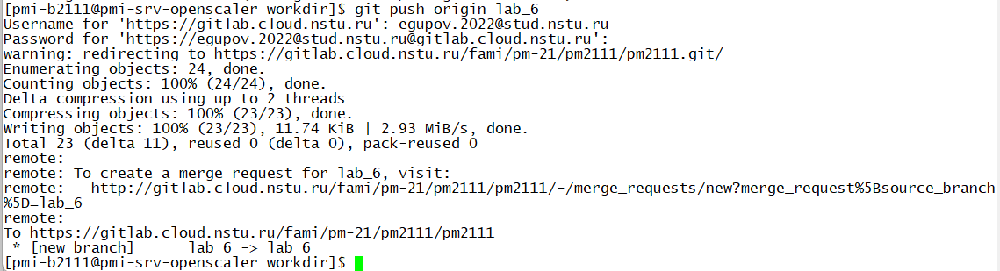 [pmi-b2111@pmi-srv-openscaler workdir]$ git push origin lab_6
Username for 'https://gitlab.cloud.nstu.ru': egupov.2022@stud.nstu.ru
Password for 'https://egupov.2022@stud.nstu.ru@gitlab.cloud.nstu.ru':
warning: redirecting to https://gitlab.cloud.nstu.ru/fami/pm-21/pm2111/pm2111.git/
Enumerating objects: 24, done.
Counting objects: 100% (24/24), done.
Delta compression using up to 2 threads
Compressing objects: 100% (23/23), done.
Writing objects: 100% (23/23), 11.74 KiB | 2.93 MiB/s, done.
Total 23 (delta 11), reused 0 (delta 0), pack-reused 0
remote:
remote: To create a merge request for lab_6, visit:
remote:   http://gitlab.cloud.nstu.ru/fami/pm-21/pm2111/pm2111/-/merge_requests/new?merge_request%5Bsource_branch
%5D=lab_6
remote:
To https://gitlab.cloud.nstu.ru/fami/pm-21/pm2111/pm2111
 * [new branch]      lab_6 -> lab_6
[pmi-b2111@pmi-srv-openscaler workdir]$